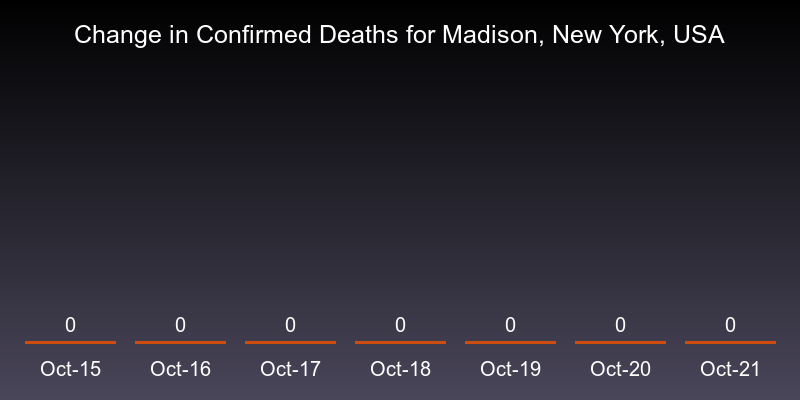 Change in Confirmed Deaths for Madison, New York, USA
0 0 0 0 0 0 0
Oct-15 Oct-16 Oct-17 Oct-18 Oct-19 Oct-20 Oct-21